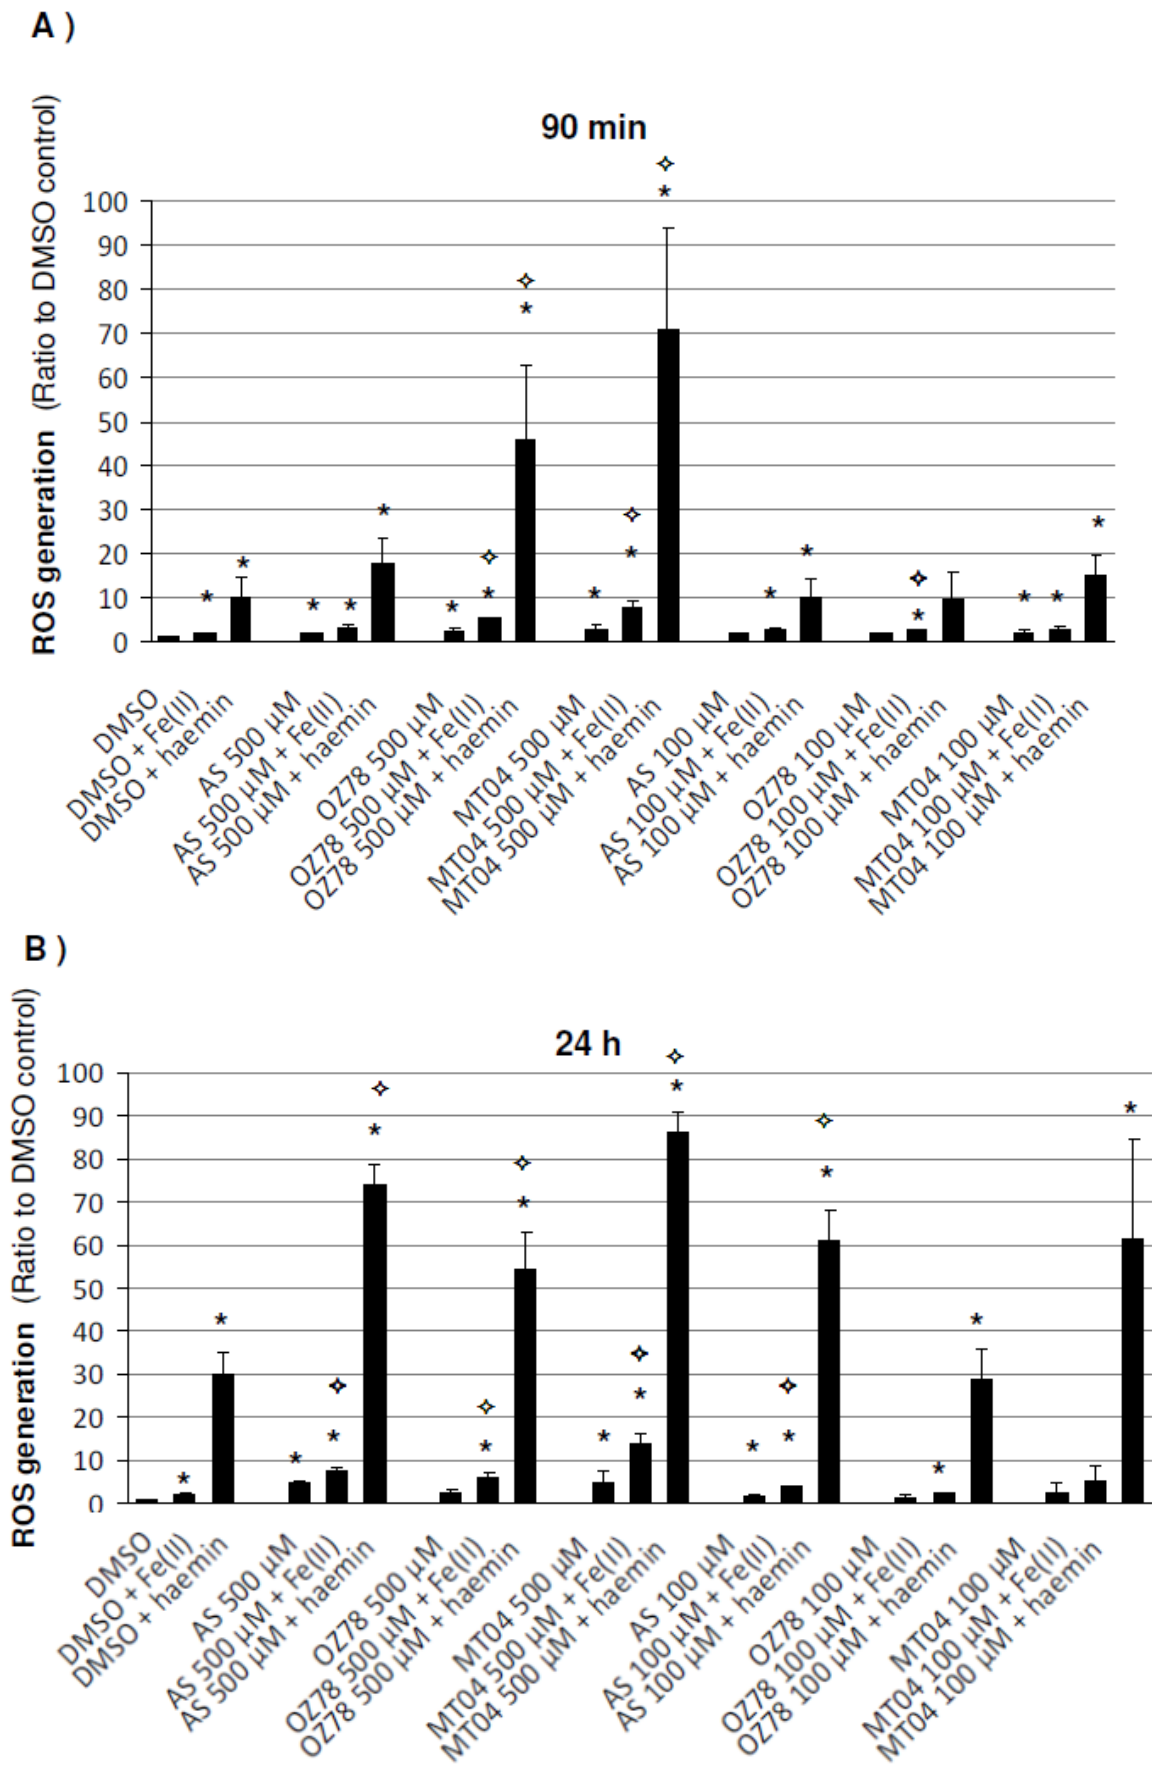 A )
90 min
ROS generation (Ratio to DMSO control)
100
90
80
70
60
50
40
30
20
10
0
DMSO
DMSO + Fe(II)
DMSO + haemin
AS 500 µM
AS 500 µM + Fe(II)
AS 500 µM + haemin
OZ78 500 µM
OZ78 500 µM + Fe(II)
OZ78 500 µM + haemin
MT04 500 µM
MT04 500 µM + Fe(II)
MT04 500 µM + haemin
AS 100 µM
AS 100 µM + Fe(II)
AS 100 µM + haemin
OZ78 100 µM
OZ78 100 µM + Fe(II)
OZ78 100 µM + haemin
MT04 100 µM
MT04 100 µM + Fe(II)
MT04 100 µM + haemin
B )
24 h
ROS generation (Ratio to DMSO control)
100
90
80
70
60
50
40
30
20
10
0
DMSO
DMSO + Fe(II)
DMSO + haemin
AS 500 µM
AS 500 µM + Fe(II)
AS 500 µM + haemin
OZ78 500 µM
OZ78 500 µM + Fe(II)
OZ78 500 µM + haemin
MT04 500 µM
MT04 500 µM + Fe(II)
MT04 500 µM + haemin
AS 100 µM
AS 100 µM + Fe(II)
AS 100 µM + haemin
OZ78 100 µM
OZ78 100 µM + Fe(II)
OZ78 100 µM + haemin
MT04 100 µM
MT04 100 µM + Fe(II)
MT04 100 µM + haemin